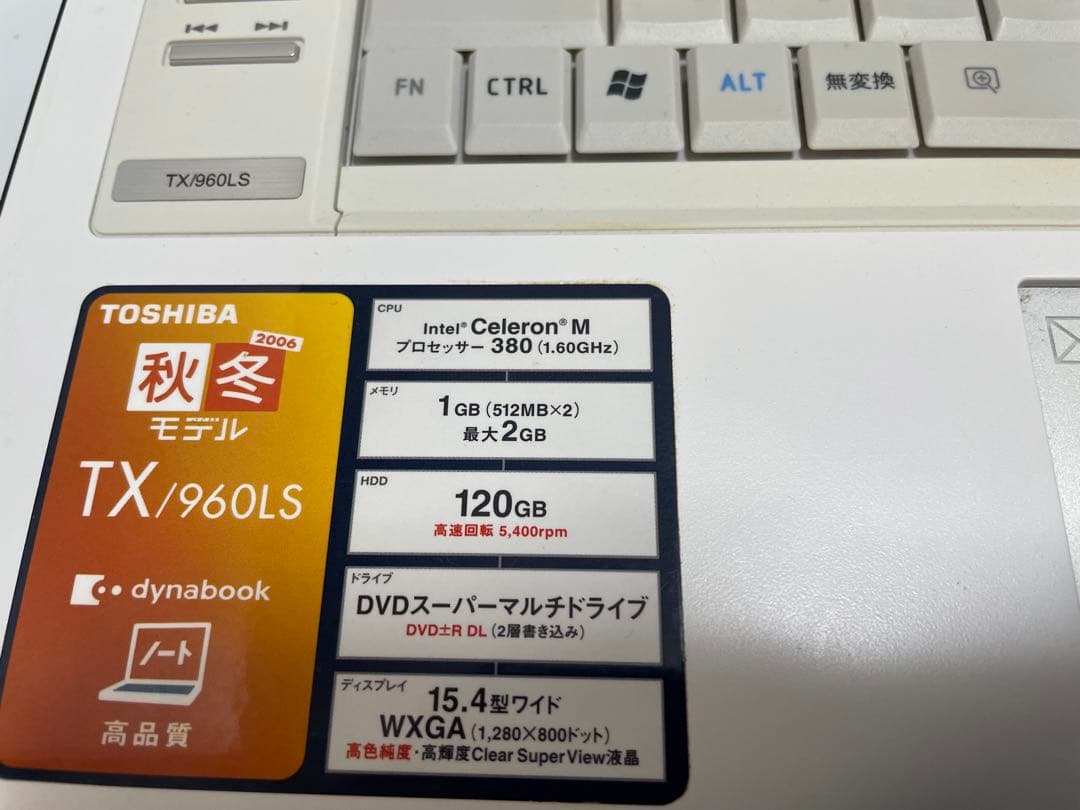 FN
CTRL
ALT
無変換
TX/960LS
TOSHIBA
2006
秋冬
モデル
TX/960LS
dynabook
ノート
高品質
CPU
Intel® Celeron® M
プロセッサー 380 (1.60GHz)
メモリ
1GB (512MB×2)
最大2GB
HDD
120GB
高速回転 5,400rpm
ドライブ
DVDスーパーマルチドライブ
DVD±R DL (2層書き込み)
ディスプレイ
15.4型ワイド
WXGA (1,280×800ドット)
高色純度・高輝度Clear SuperView液晶